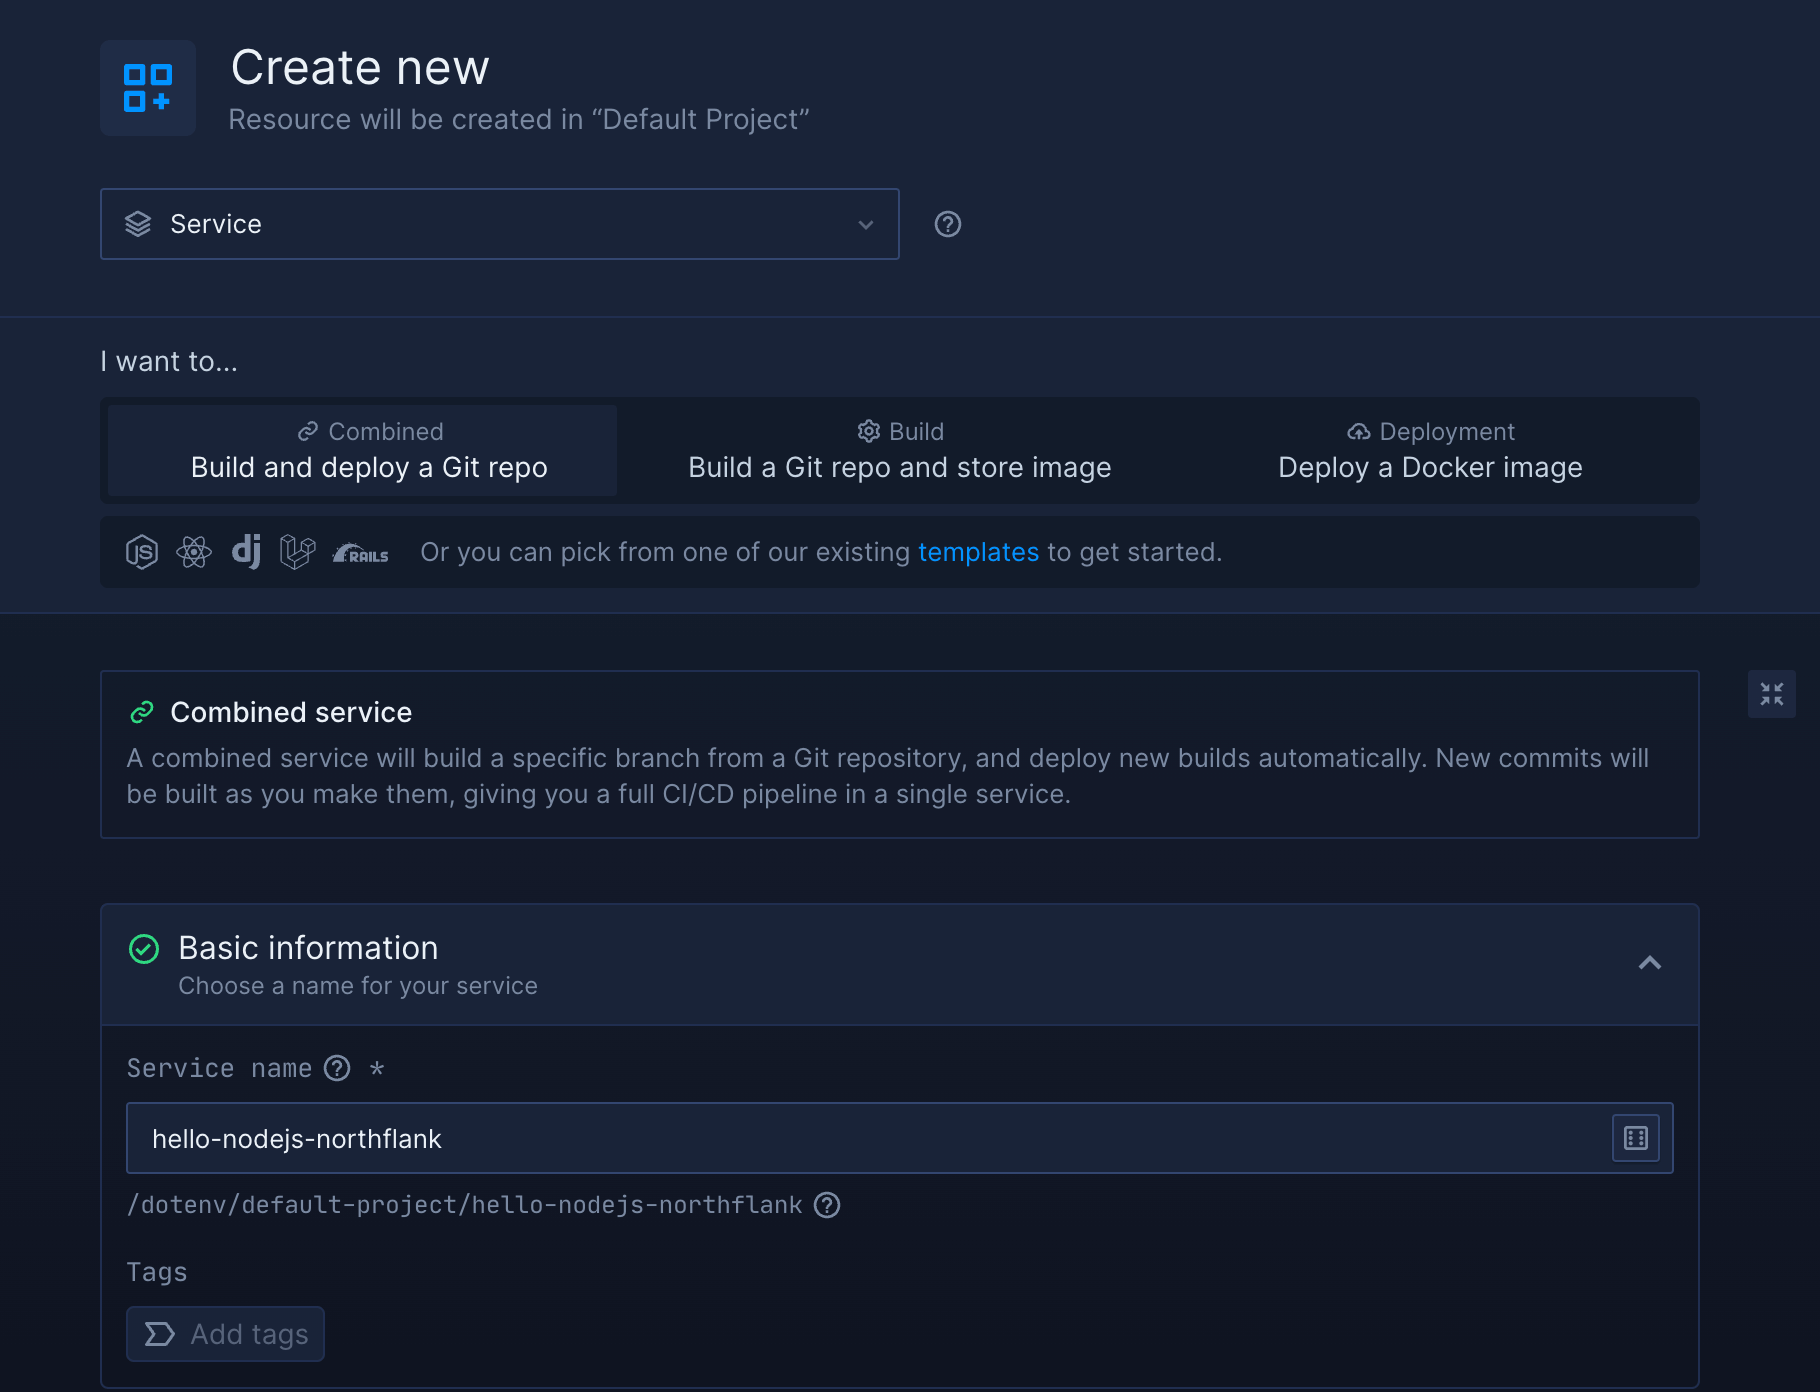 Create new
Resource will be created in “Default Project”
Service
I want to...
Combined
Build and deploy a Git repo
Build
Build a Git repo and store image
Deployment
Deploy a Docker image
JS dj RAILS Or you can pick from one of our existing templates to get started.
Combined service
A combined service will build a specific branch from a Git repository, and deploy new builds automatically. New commits will
be built as you make them, giving you a full CI/CD pipeline in a single service.
Basic information
Choose a name for your service
Service name *
hello-nodejs-northflank
/dotenv/default-project/hello-nodejs-northflank
Tags
Add tags